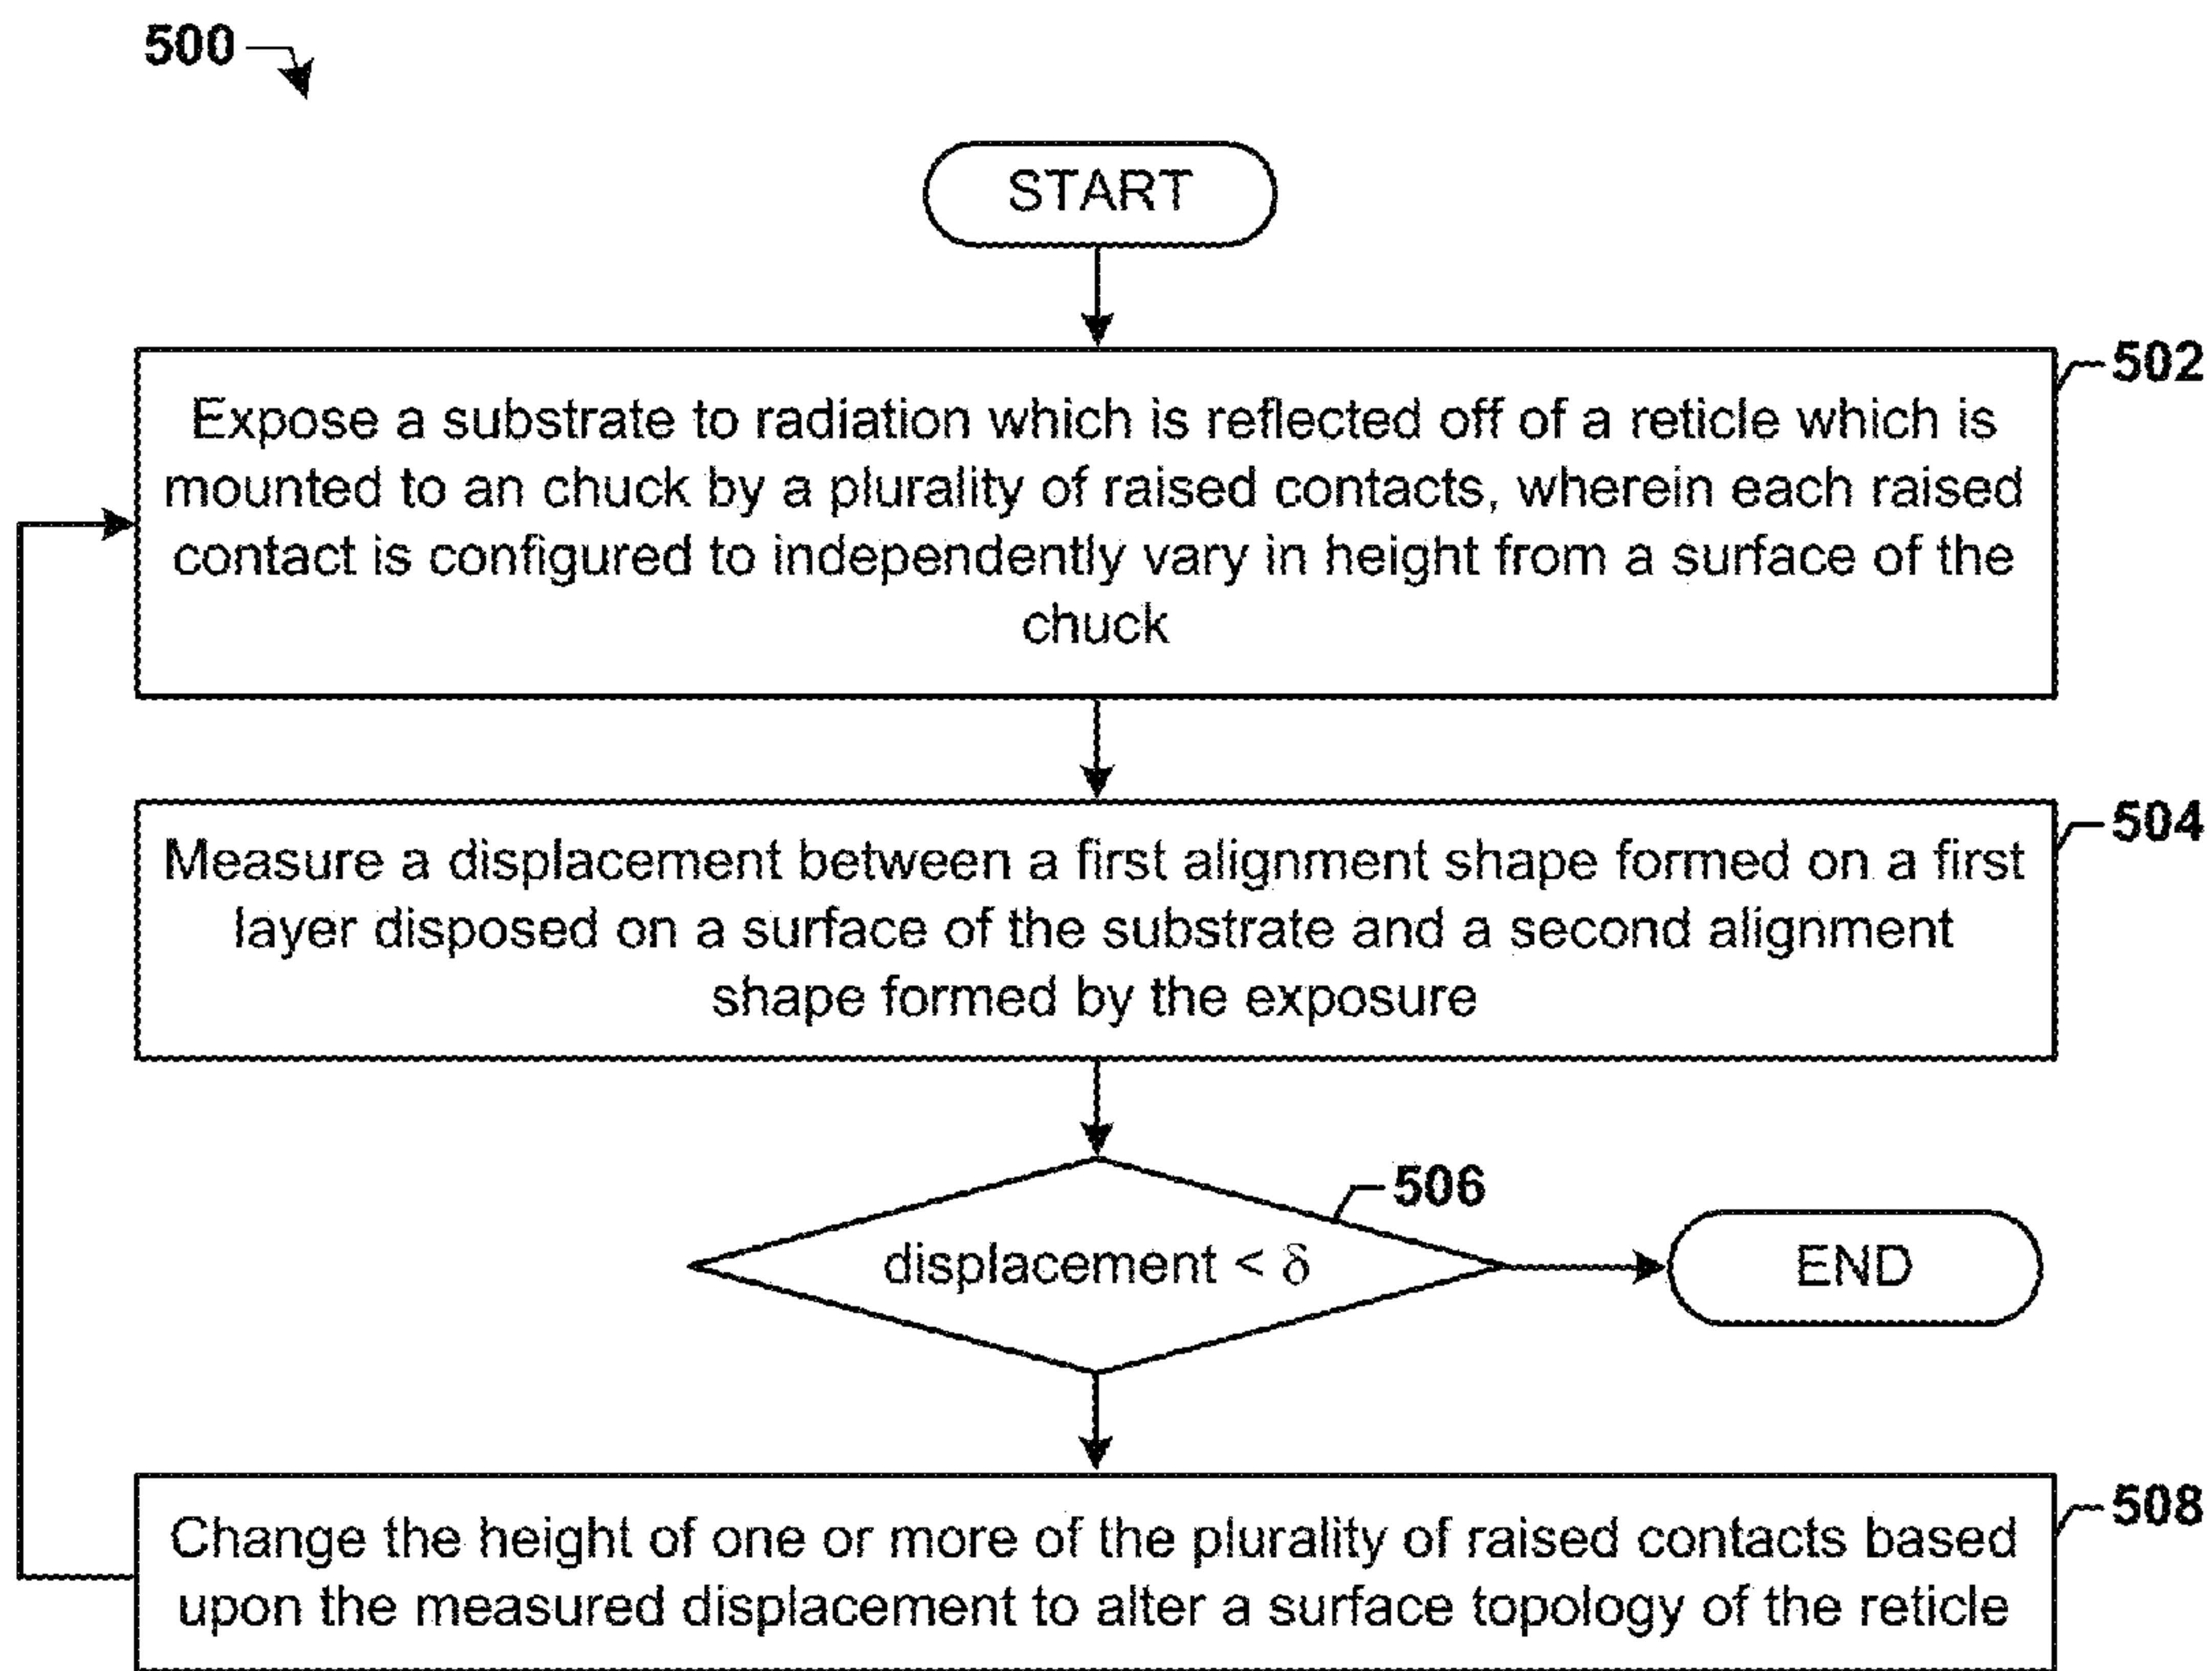 500
START
502
Expose a substrate to radiation which is reflected off of a reticle which is
mounted to an chuck by a plurality of raised contacts, wherein each raised
contact is configured to independently vary in height from a surface of the
chuck
504
Measure a displacement between a first alignment shape formed on a first
layer disposed on a surface of the substrate and a second alignment
shape formed by the exposure
506
displacement < δ
END
508
Change the height of one or more of the plurality of raised contacts based
upon the measured displacement to alter a surface topology of the reticle